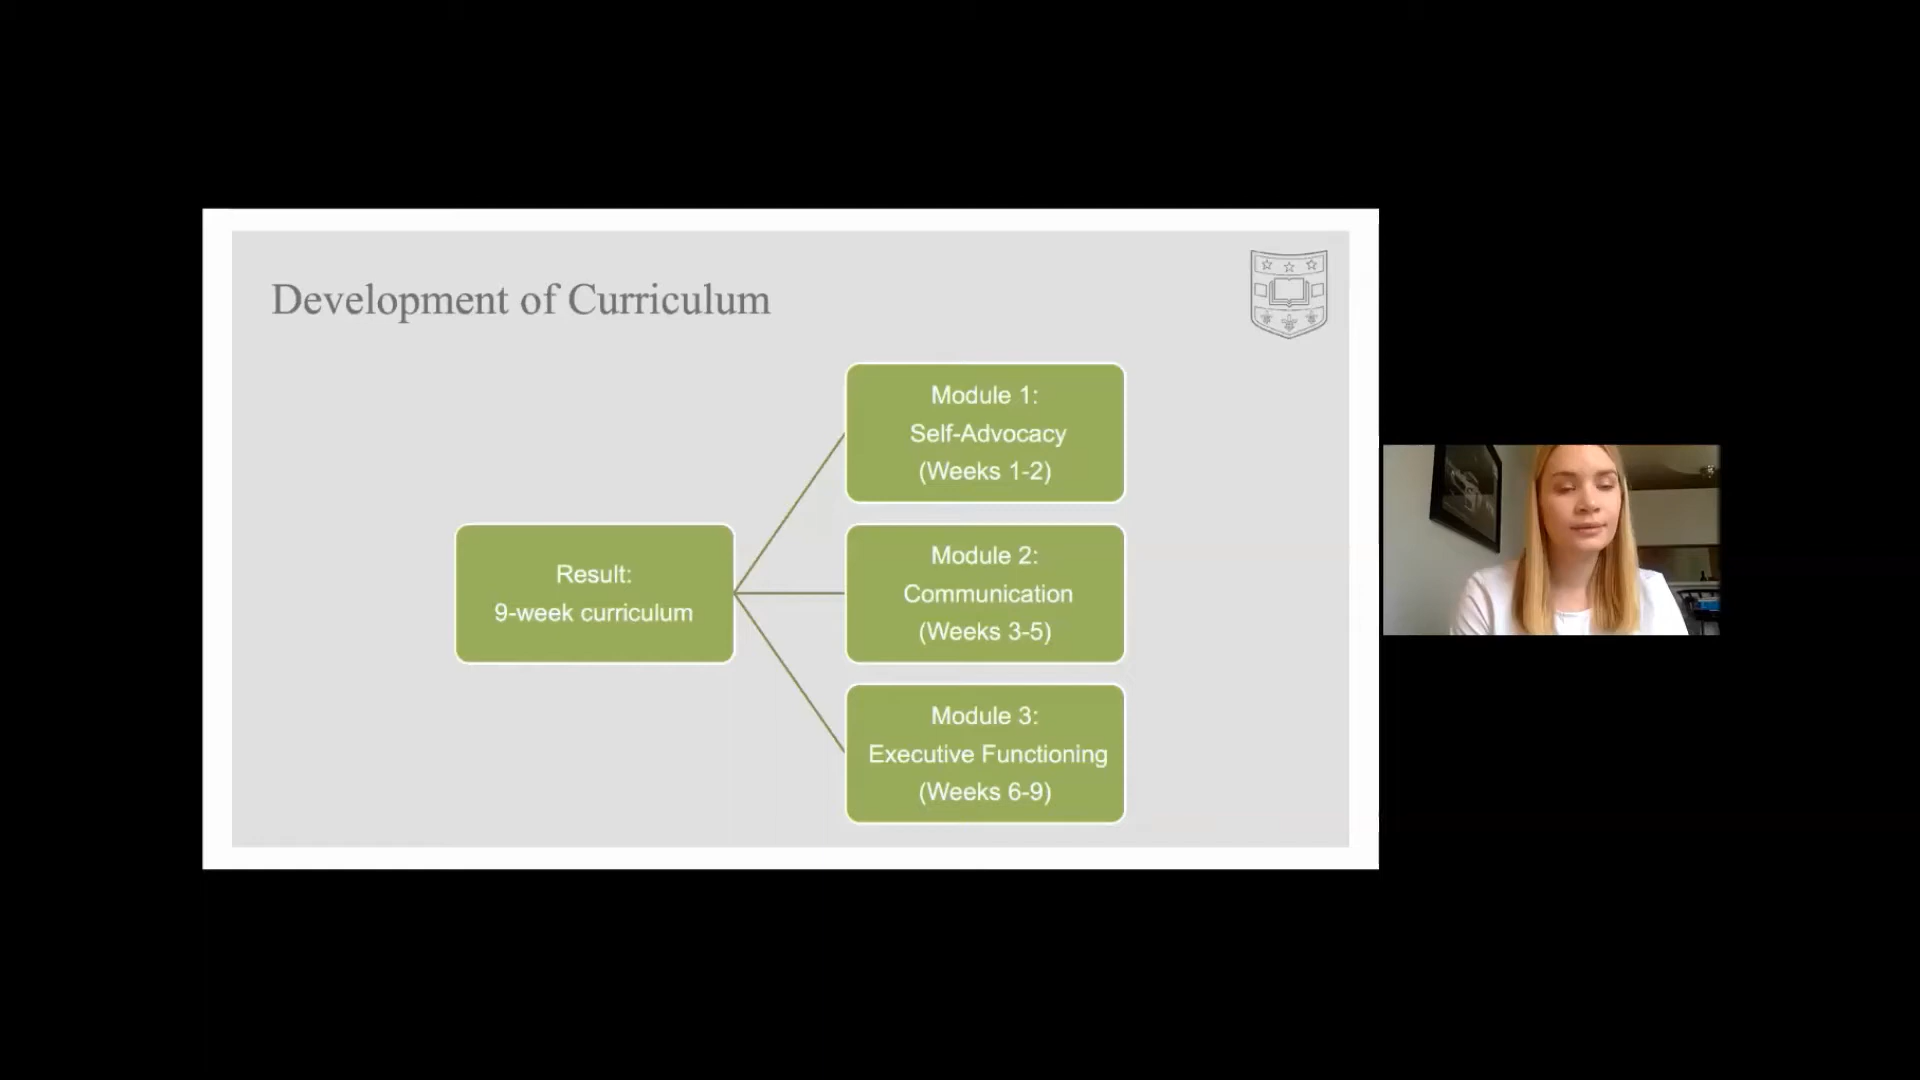 Development of Curriculum
Result:
9-week curriculum
Module 1:
Self-Advocacy
(Weeks 1-2)
Module 2:
Communication
(Weeks 3-5)
Module 3:
Executive Functioning
(Weeks 6-9)